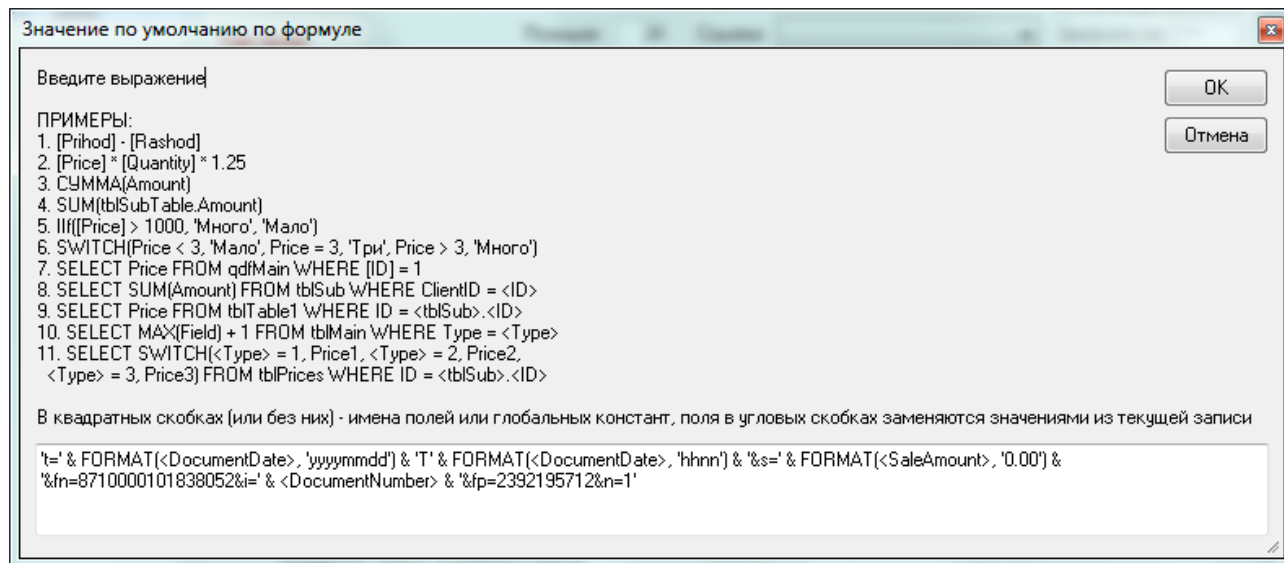 Значение по умолчанию по формуле
Введите выражение
OK
Отмена
ПРИМЕРЫ:
1. [Prihod] - [Rashod]
2. [Price] * [Quantity] * 1.25
3. СУММА(Amount)
4. SUM(tblSubTable.Amount)
5. IIf([Price] > 1000, 'Много', 'Мало')
6. SWITCH(Price < 3, 'Мало', Price = 3, 'Три', Price > 3, 'Много')
7. SELECT Price FROM qdfMain WHERE [ID] = 1
8. SELECT SUM(Amount) FROM tblSub WHERE ClientID = <ID>
9. SELECT Price FROM tblTable1 WHERE ID = <tblSub>.<ID>
10. SELECT MAX(Field) + 1 FROM tblMain WHERE Type = <Type>
11. SELECT SWITCH(<Type> = 1, Price1, <Type> = 2, Price2,
<Type> = 3, Price3) FROM tblPrices WHERE ID = <tblSub>.<ID>
В квадратных скобках (или без них) - имена полей или глобальных констант, поля в угловых скобках заменяются значениями из текущей записи
't=' & FORMAT(<DocumentDate>, 'yyyymmdd') & 'T' & FORMAT(<DocumentDate>, 'hhnn') & '&s=' & FORMAT(<SaleAmount>, '0.00') &
'&fn=8710000101838052&i=' & <DocumentNumber> & '&fp=2392195712&n=1'